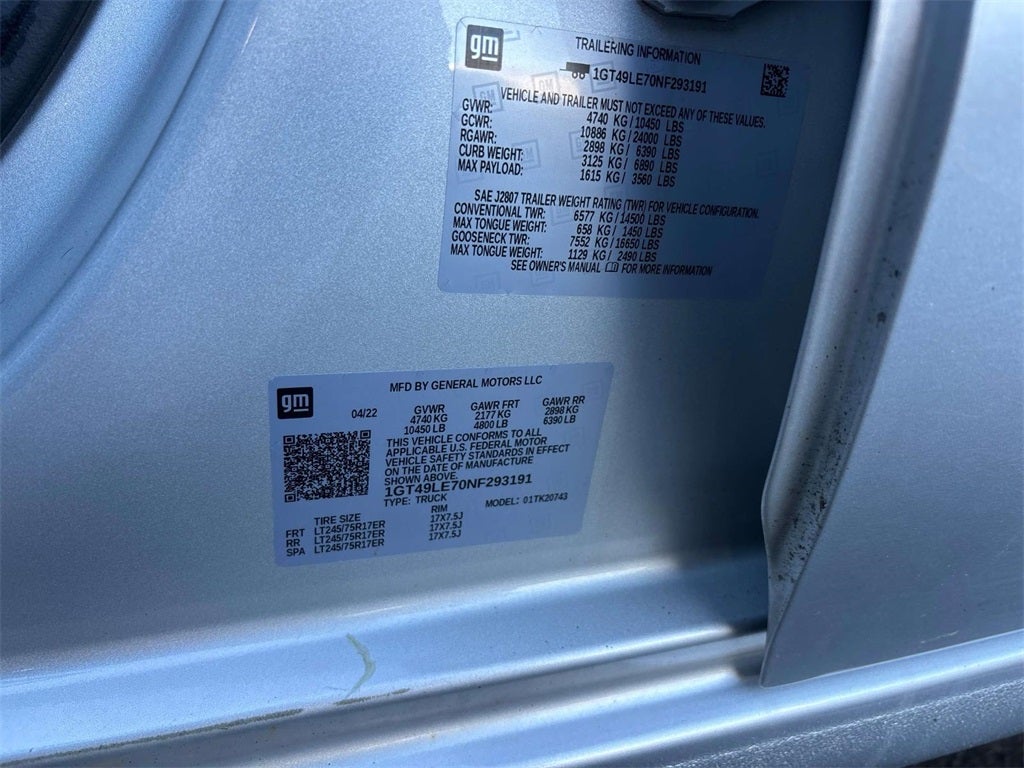 gm
TRAILERING INFORMATION
1GT49LE70NF293191
VEHICLE AND TRAILER MUST NOT EXCEED ANY OF THESE VALUES.
GVWR: 4740 KG / 10450 LBS
GCWR: 10886 KG / 24000 LBS
RGAWR: 2898 KG / 6390 LBS
CURB WEIGHT: 3125 KG / 6890 LBS
MAX PAYLOAD: 1615 KG / 3560 LBS
SAE J2807 TRAILER WEIGHT RATING (TWR) FOR VEHICLE CONFIGURATION.
CONVENTIONAL TWR: 6577 KG / 14500 LBS
MAX TONGUE WEIGHT: 658 KG / 1450 LBS
GOOSENECK TWR: 7552 KG / 16650 LBS
MAX TONGUE WEIGHT: 1129 KG / 2490 LBS
SEE OWNER'S MANUAL FOR MORE INFORMATION
gm
MFD BY GENERAL MOTORS LLC
04/22 GVWR GAWR FRT GAWR RR
4740 KG 2177 KG 2898 KG
10450 LB 4800 LB 6390 LB
THIS VEHICLE CONFORMS TO ALL
APPLICABLE U.S. FEDERAL MOTOR
VEHICLE SAFETY STANDARDS IN EFFECT
ON THE DATE OF MANUFACTURE
SHOWN ABOVE.
1GT49LE70NF293191
TYPE: TRUCK MODEL: 01TK20743
TIRE SIZE RIM
FRT LT245/75R17ER 17X7.5J
RR LT245/75R17ER 17X7.5J
SPA LT245/75R17ER 17X7.5J